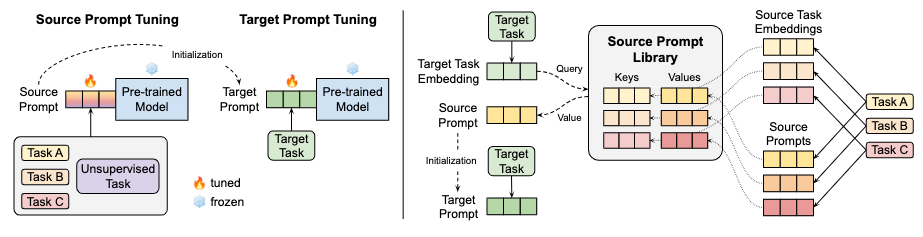 Source Prompt Tuning
Target Prompt Tuning
Initialization
Source
Prompt
Pre-trained
Model
Target
Prompt
Pre-trained
Model
Task A
Task B
Task C
Unsupervised
Task
Target
Task
tuned
frozen
Target
Task
Target Task
Embedding
Query
Source
Prompt
Value
Initialization
Target
Task
Target
Prompt
Source Prompt
Library
Keys
Values
Source Task
Embeddings
Source
Prompts
Task A
Task B
Task C